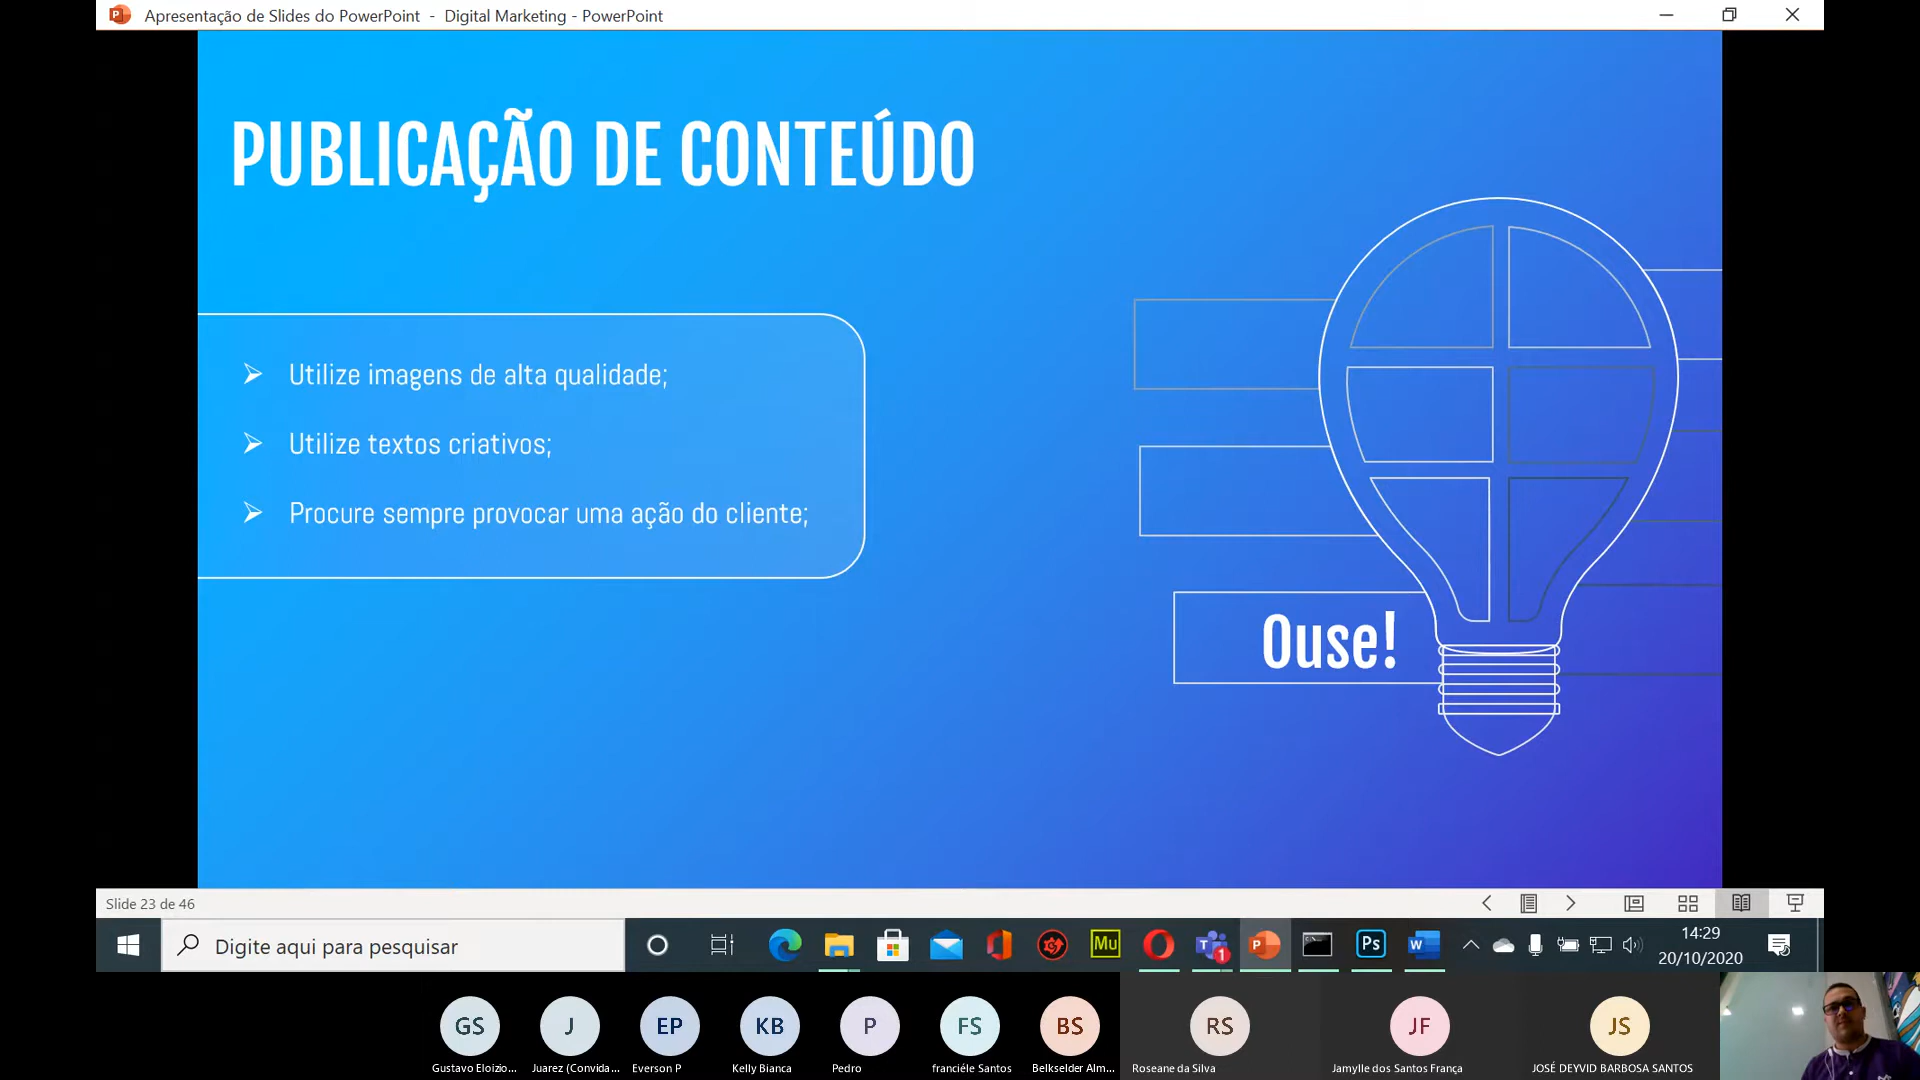 Apresentação de Slides do PowerPoint - Digital Marketing - PowerPoint
PUBLICAÇÃO DE CONTEÚDO
Utilize imagens de alta qualidade;
Utilize textos criativos;
Procure sempre provocar uma ação do cliente;
Ouse!
Slide 23 de 46
Digite aqui para pesquisar
Mu
1
P
Ps
W
14:29
20/10/2020
GS
J
EP
KB
P
FS
BS
RS
JF
JS
Gustavo Eloizio...
Juarez (Convida...
Everson P
Kelly Bianca
Pedro
franciéle Santos
Belkselder Alm...
Roseane da Silva
Jamylle dos Santos França
JOSÉ DEYVID BARBOSA SANTOS